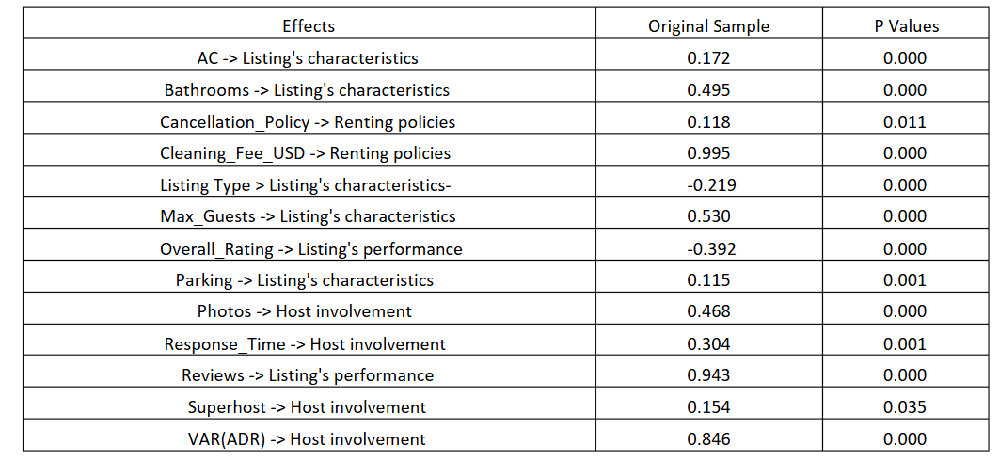 Effects Original Sample P Values
AC -> Listing's characteristics 0.172 0.000
Bathrooms -> Listing's characteristics 0.495 0.000
Cancellation_Policy -> Renting policies 0.118 0.011
Cleaning_Fee_USD -> Renting policies 0.995 0.000
Listing Type > Listing's characteristics- -0.219 0.000
Max_Guests -> Listing's characteristics 0.530 0.000
Overall_Rating -> Listing's performance -0.392 0.000
Parking -> Listing's characteristics 0.115 0.001
Photos -> Host involvement 0.468 0.000
Response_Time -> Host involvement 0.304 0.001
Reviews -> Listing's performance 0.943 0.000
Superhost -> Host involvement 0.154 0.035
VAR(ADR) -> Host involvement 0.846 0.000